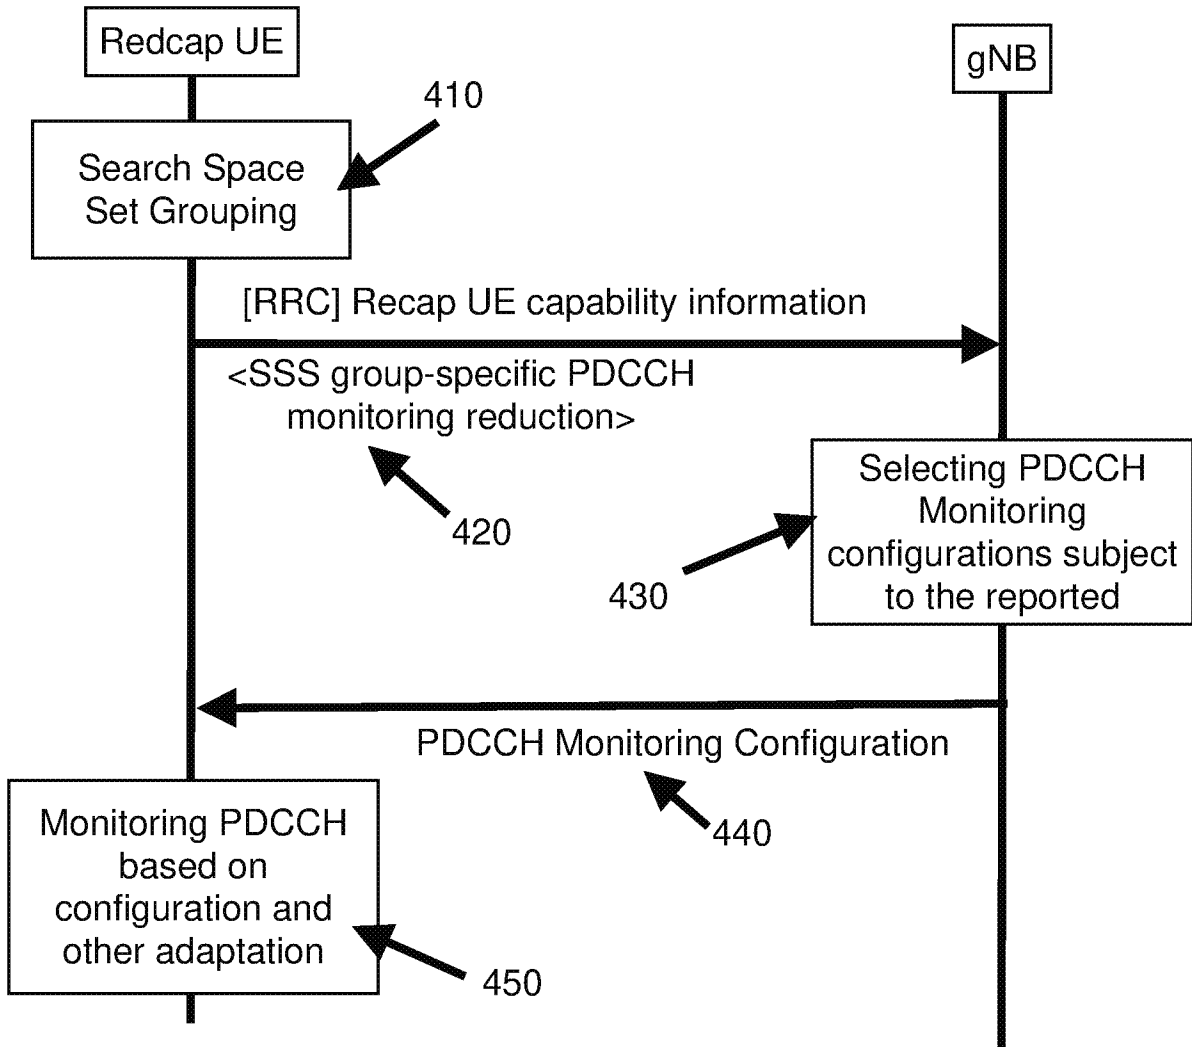 Redcap UE
gNB
410
Search Space
Set Grouping
[RRC] Recap UE capability information
<SSS group-specific PDCCH
monitoring reduction>
420
Selecting PDCCH
Monitoring
configurations subject
to the reported
430
PDCCH Monitoring Configuration
440
Monitoring PDCCH
based on
configuration and
other adaptation
450